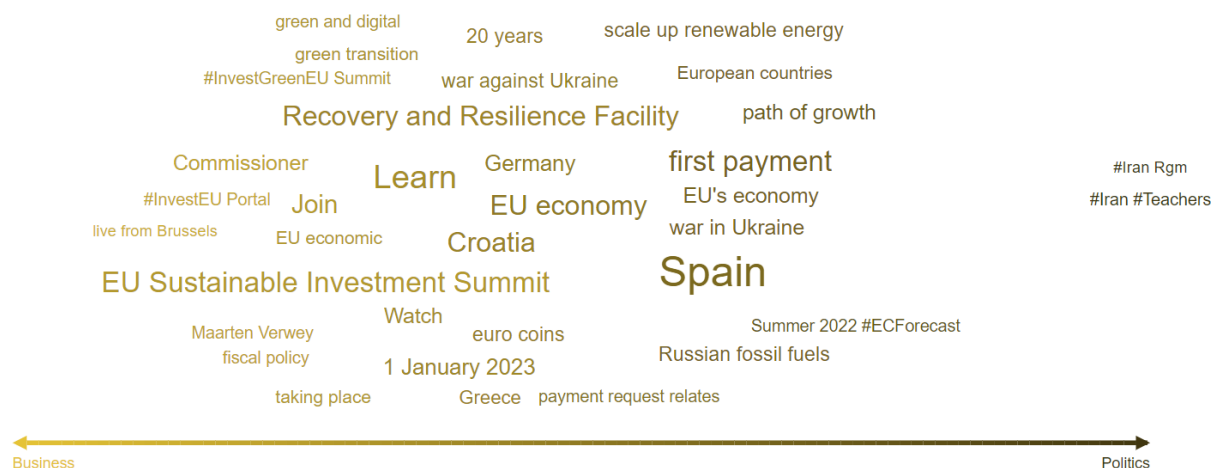 green and digital
20 years
scale up renewable energy
green transition
#InvestGreenEU Summit
war against Ukraine
European countries
Recovery and Resilience Facility
path of growth
Commissioner
Learn
Germany
first payment
#Iran Rgm
#InvestEU Portal
Join
EU economy
EU's economy
#Iran #Teachers
live from Brussels
EU economic
Croatia
war in Ukraine
EU Sustainable Investment Summit
Spain
Maarten Verwey
Watch
euro coins
Summer 2022 #ECForecast
fiscal policy
1 January 2023
Russian fossil fuels
taking place
Greece
payment request relates
Business
Politics